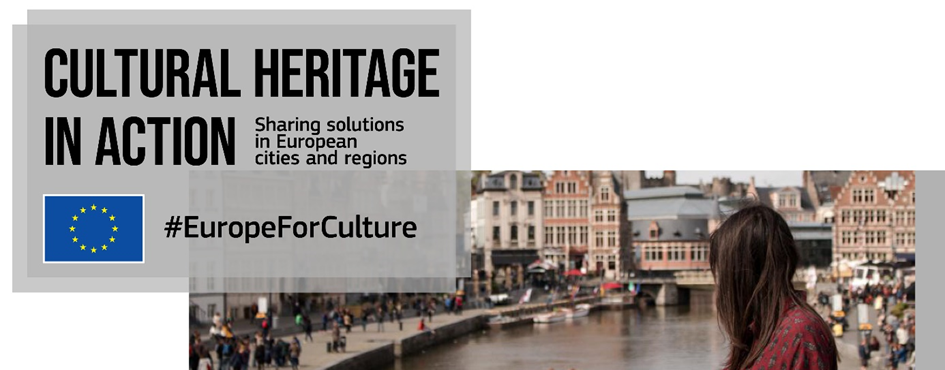 CULTURAL HERITAGE
IN ACTION
Sharing solutions
in European
cities and regions
#EuropeForCulture